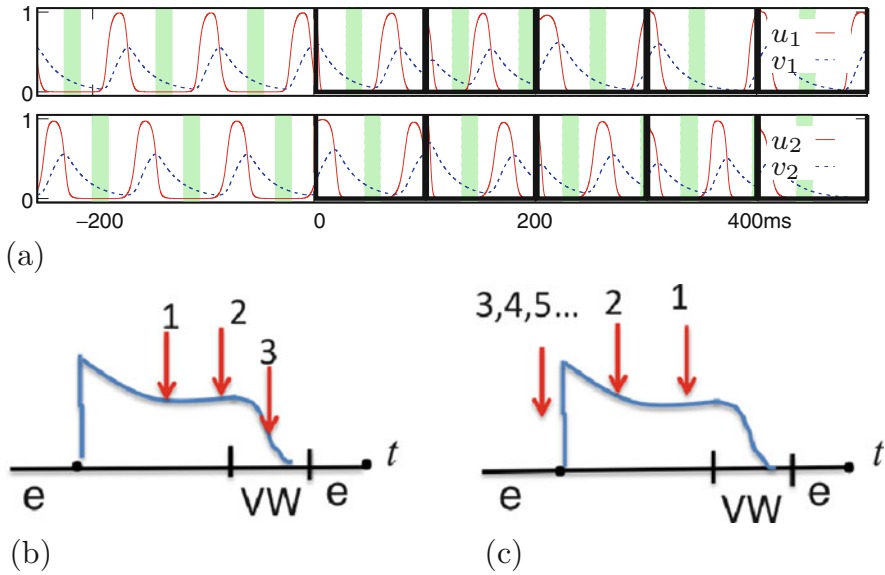 1
u1
v1
0
1
u2
v2
0
−200 0 200 400ms
(a)
1 2 3
t
e VW e
(b)
3,4,5... 2 1
t
e VW e
(c)